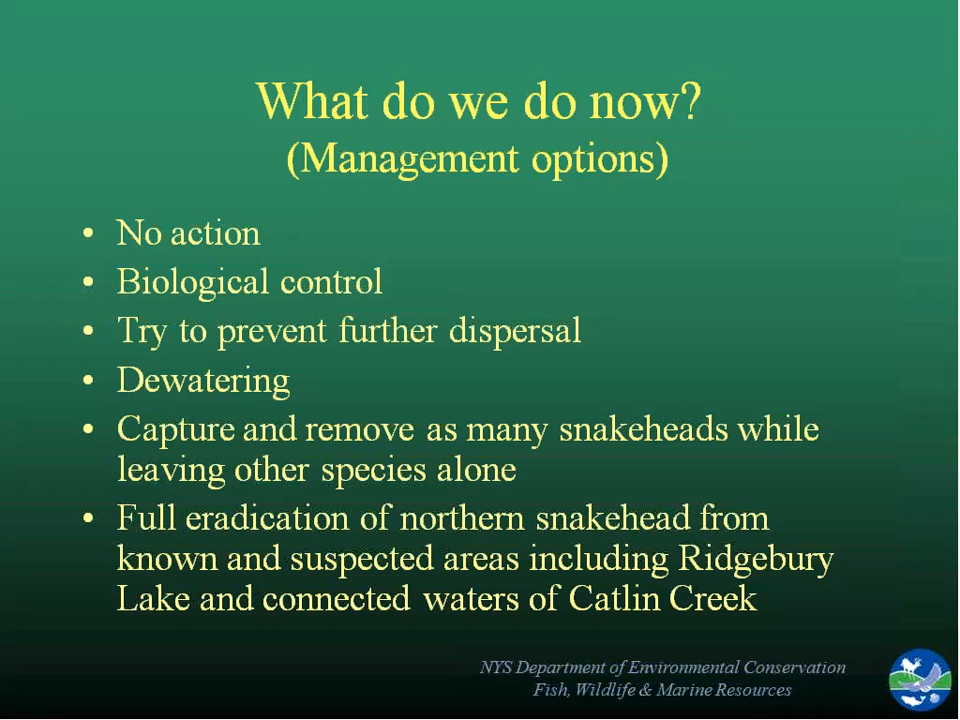 What do we do now?
(Management options)
• No action
• Biological control
• Try to prevent further dispersal
• Dewatering
• Capture and remove as many snakeheads while
leaving other species alone
• Full eradication of northern snakehead from
known and suspected areas including Ridgebury
Lake and connected waters of Catlin Creek
NYS Department of Environmental Conservation
Fish, Wildlife & Marine Resources